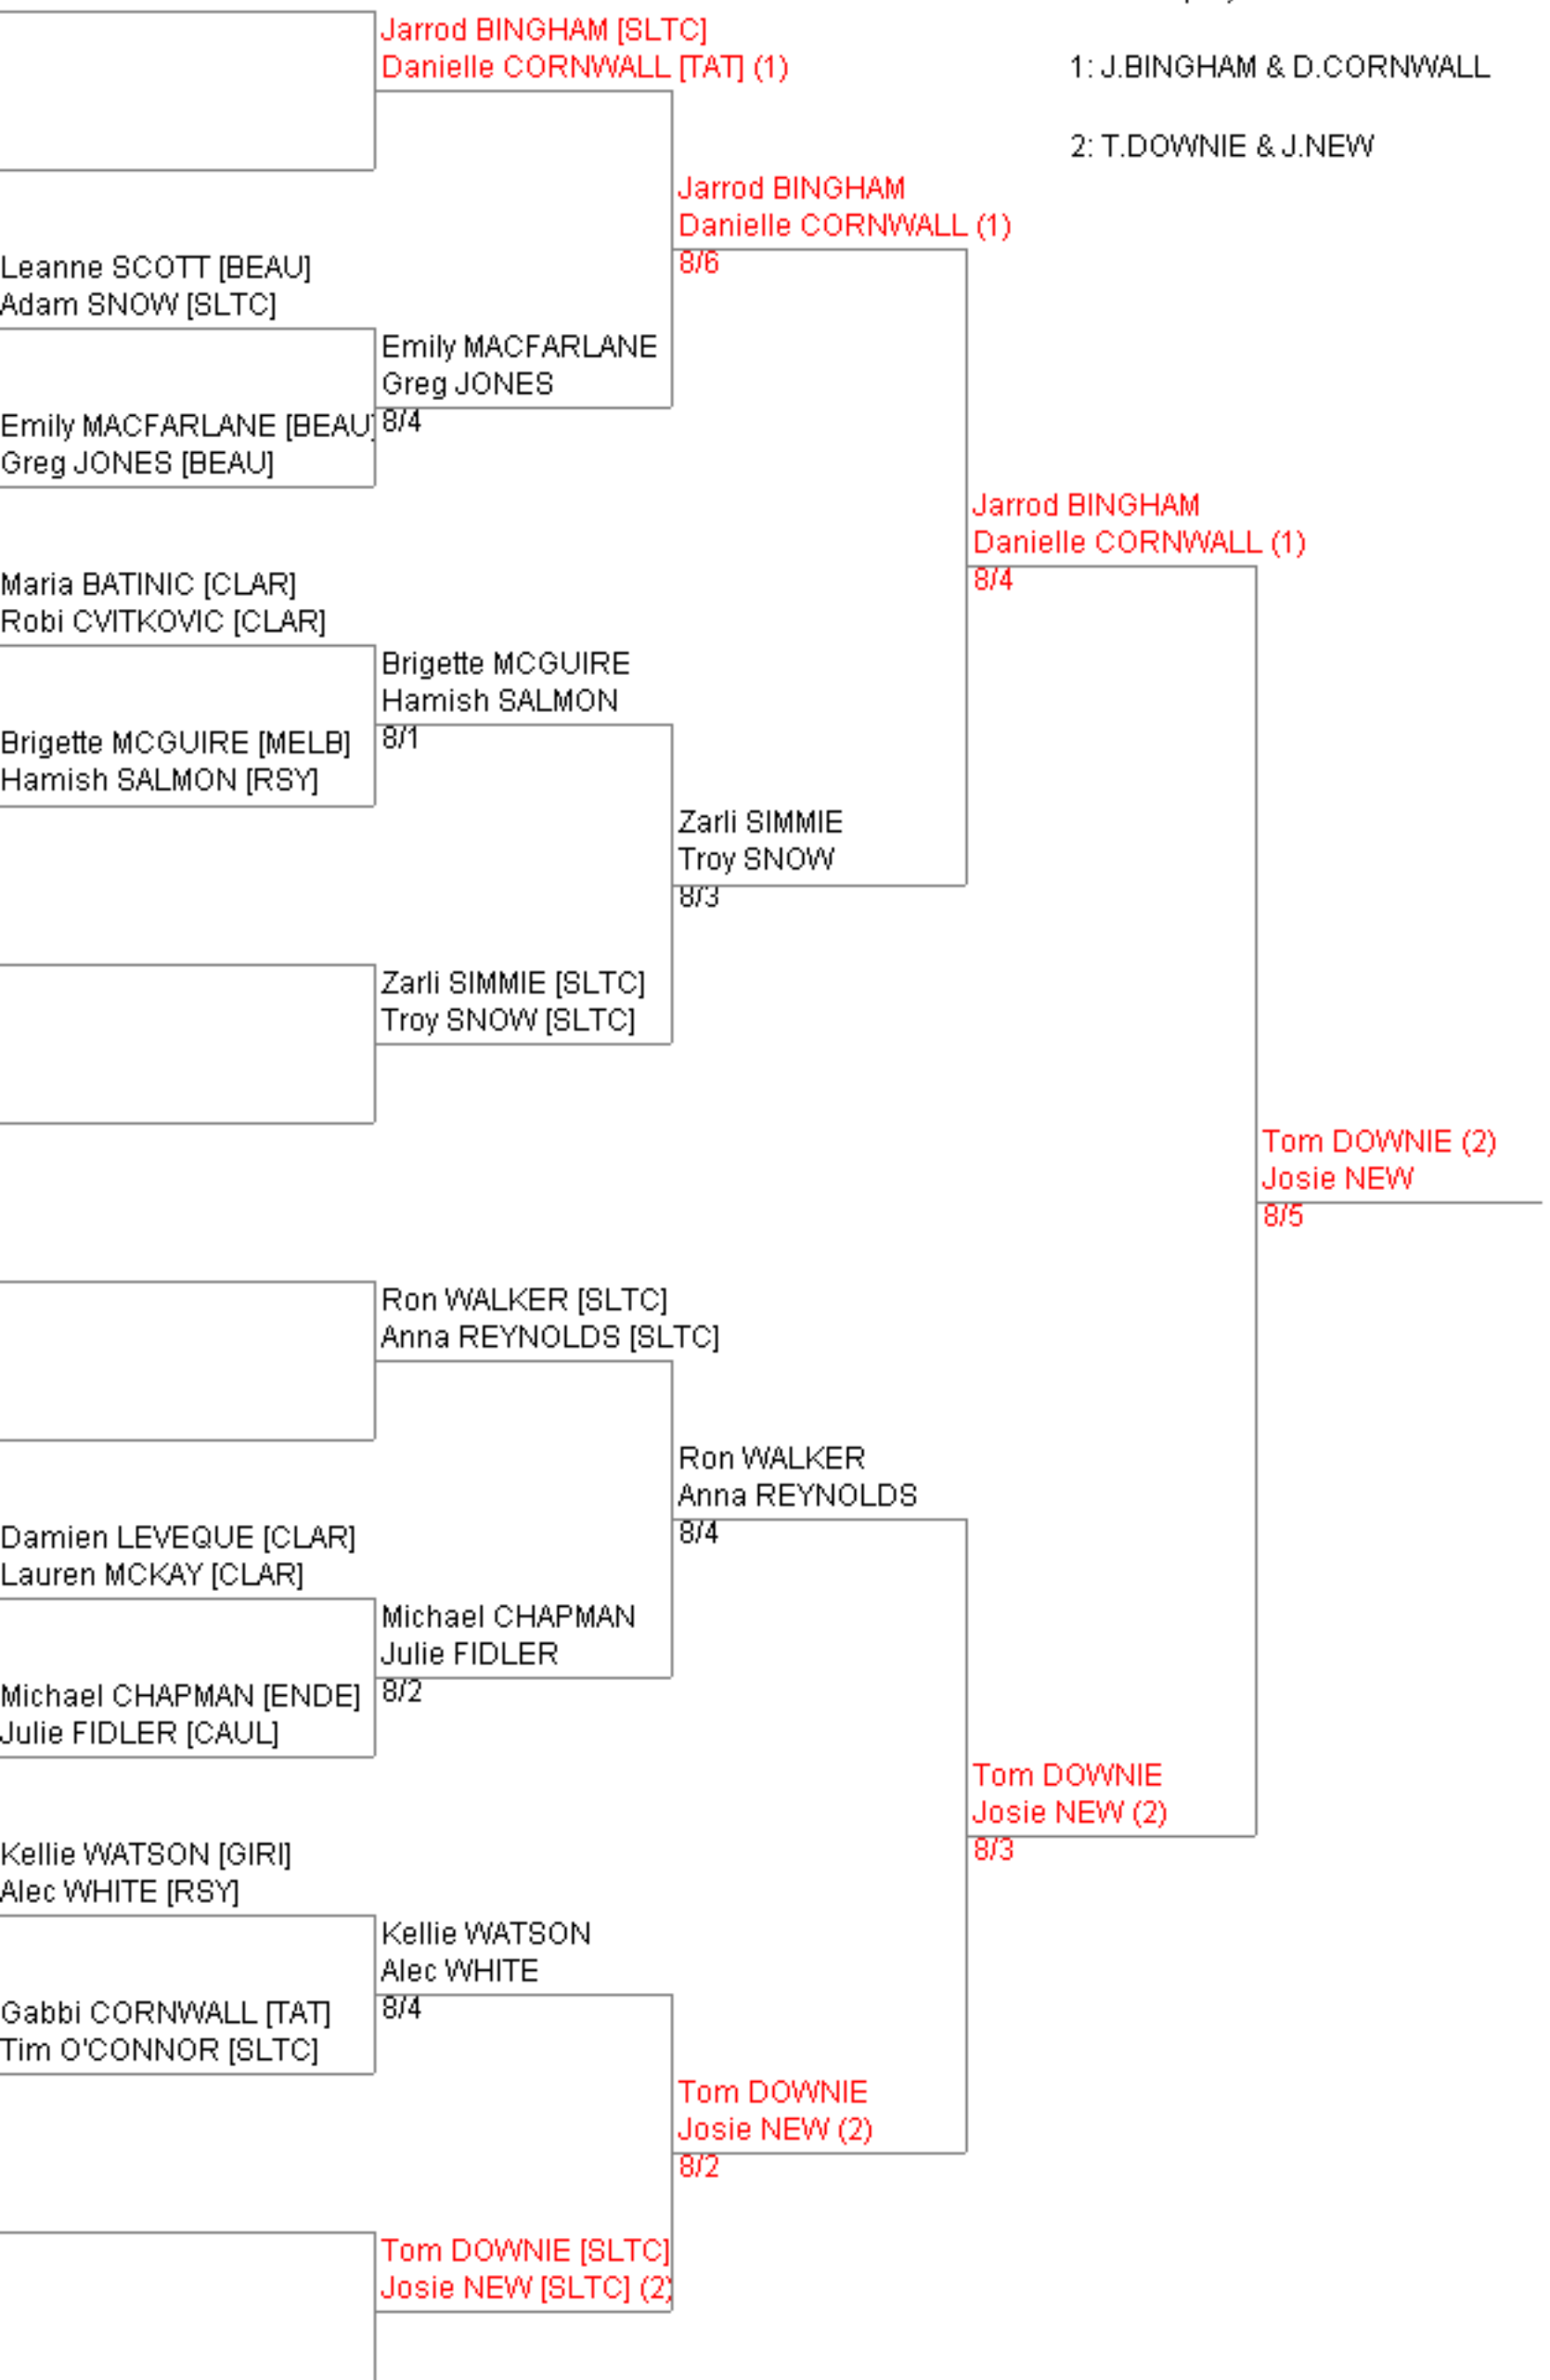 Jarrod BINGHAM [SLTC]
Danielle CORNWALL [TAT] (1)
1: J.BINGHAM & D.CORNWALL
2: T.DOWNIE & J.NEW
Jarrod BINGHAM
Danielle CORNWALL (1)
8/6
Leanne SCOTT [BEAU]
Adam SNOW [SLTC]
Emily MACFARLANE
Greg JONES
8/4
Emily MACFARLANE [BEAU]
Greg JONES [BEAU]
Jarrod BINGHAM
Danielle CORNWALL (1)
8/4
Maria BATINIC [CLAR]
Robi CVITKOVIC [CLAR]
Brigette MCGUIRE
Hamish SALMON
8/1
Brigette MCGUIRE [MELB]
Hamish SALMON [RSY]
Zarli SIMMIE
Troy SNOW
8/3
Zarli SIMMIE [SLTC]
Troy SNOW [SLTC]
Tom DOWNIE (2)
Josie NEW
8/5
Ron WALKER [SLTC]
Anna REYNOLDS [SLTC]
Ron WALKER
Anna REYNOLDS
8/4
Damien LEVEQUE [CLAR]
Lauren MCKAY [CLAR]
Michael CHAPMAN
Julie FIDLER
8/2
Michael CHAPMAN [ENDE]
Julie FIDLER [CAUL]
Tom DOWNIE
Josie NEW (2)
8/3
Kellie WATSON [GIRI]
Alec WHITE [RSY]
Kellie WATSON
Alec WHITE
8/4
Gabbi CORNWALL [TAT]
Tim O'CONNOR [SLTC]
Tom DOWNIE
Josie NEW (2)
8/2
Tom DOWNIE [SLTC]
Josie NEW [SLTC] (2)